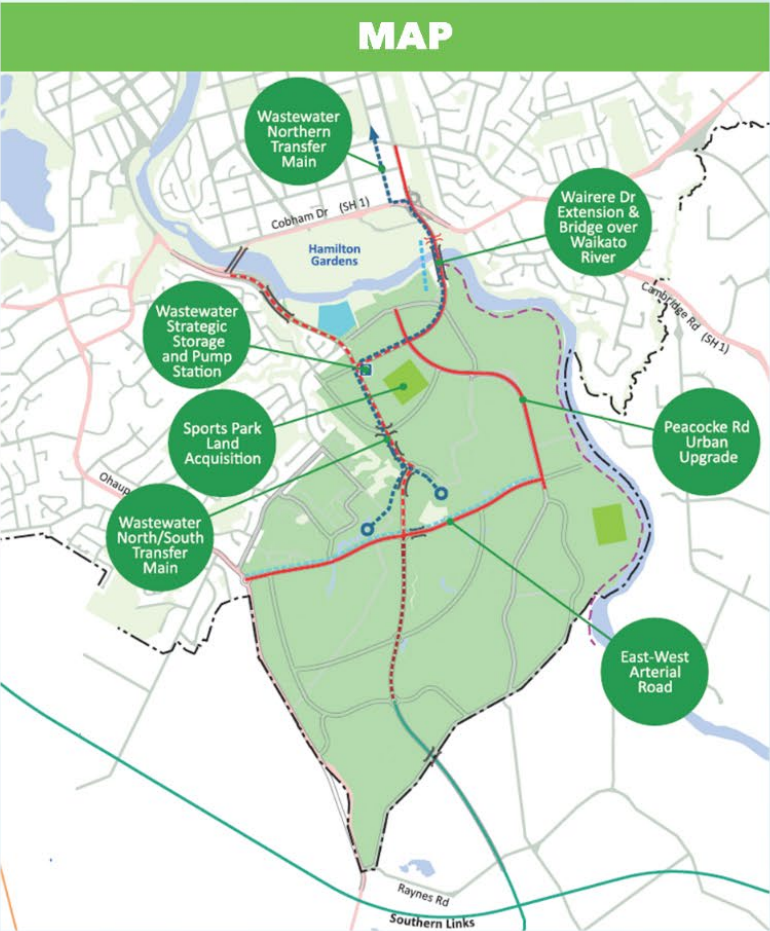 MAP
Wastewater
Northern
Transfer
Main
Wairere Dr
Extension &
Bridge over
Waikato
River
Cobham Dr (SH 1)
Hamilton
Gardens
Cambridge Rd (SH 1)
Wastewater
Strategic
Storage
and Pump
Station
Sports Park
Land
Acquisition
Peacocke Rd
Urban
Upgrade
Ohaup
Wastewater
North/South
Transfer
Main
East-West
Arterial
Road
Raynes Rd
Southern Links